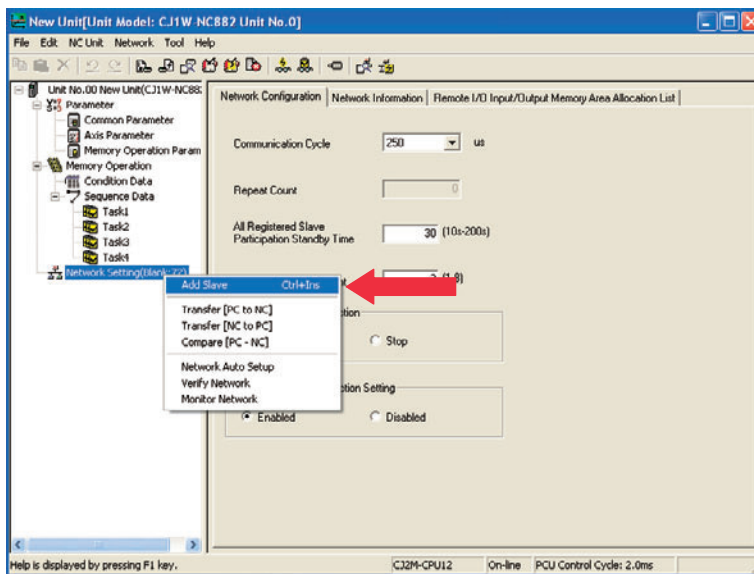 New Unit[Unit Model: CJ1W-NC882 Unit No.0]
File Edit NC Unit Network Tool Help
Unit No.00 New Unit(CJ1W-NC88
Parameter
Common Parameter
Axis Parameter
Memory Operation Param
Memory Operation
Condition Data
Sequence Data
Task1
Task2
Task3
Task4
Network Setting(Blank:22)
Add Slave Ctrl+Ins
Transfer [PC to NC]
Transfer [NC to PC]
Compare [PC - NC]
Network Auto Setup
Verify Network
Monitor Network
Network Configuration Network Information Remote I/O Input/Output Memory Area Allocation List
Communication Cycle 250 us
Repeat Count 0
All Registered Slave
Participation Standby Time 30 (10s-200s)
(1-8)
Stop
Setting
Enabled Disabled
Help is displayed by pressing F1 key. CJ2M-CPU12 On-line PCU Control Cycle: 2.0ms